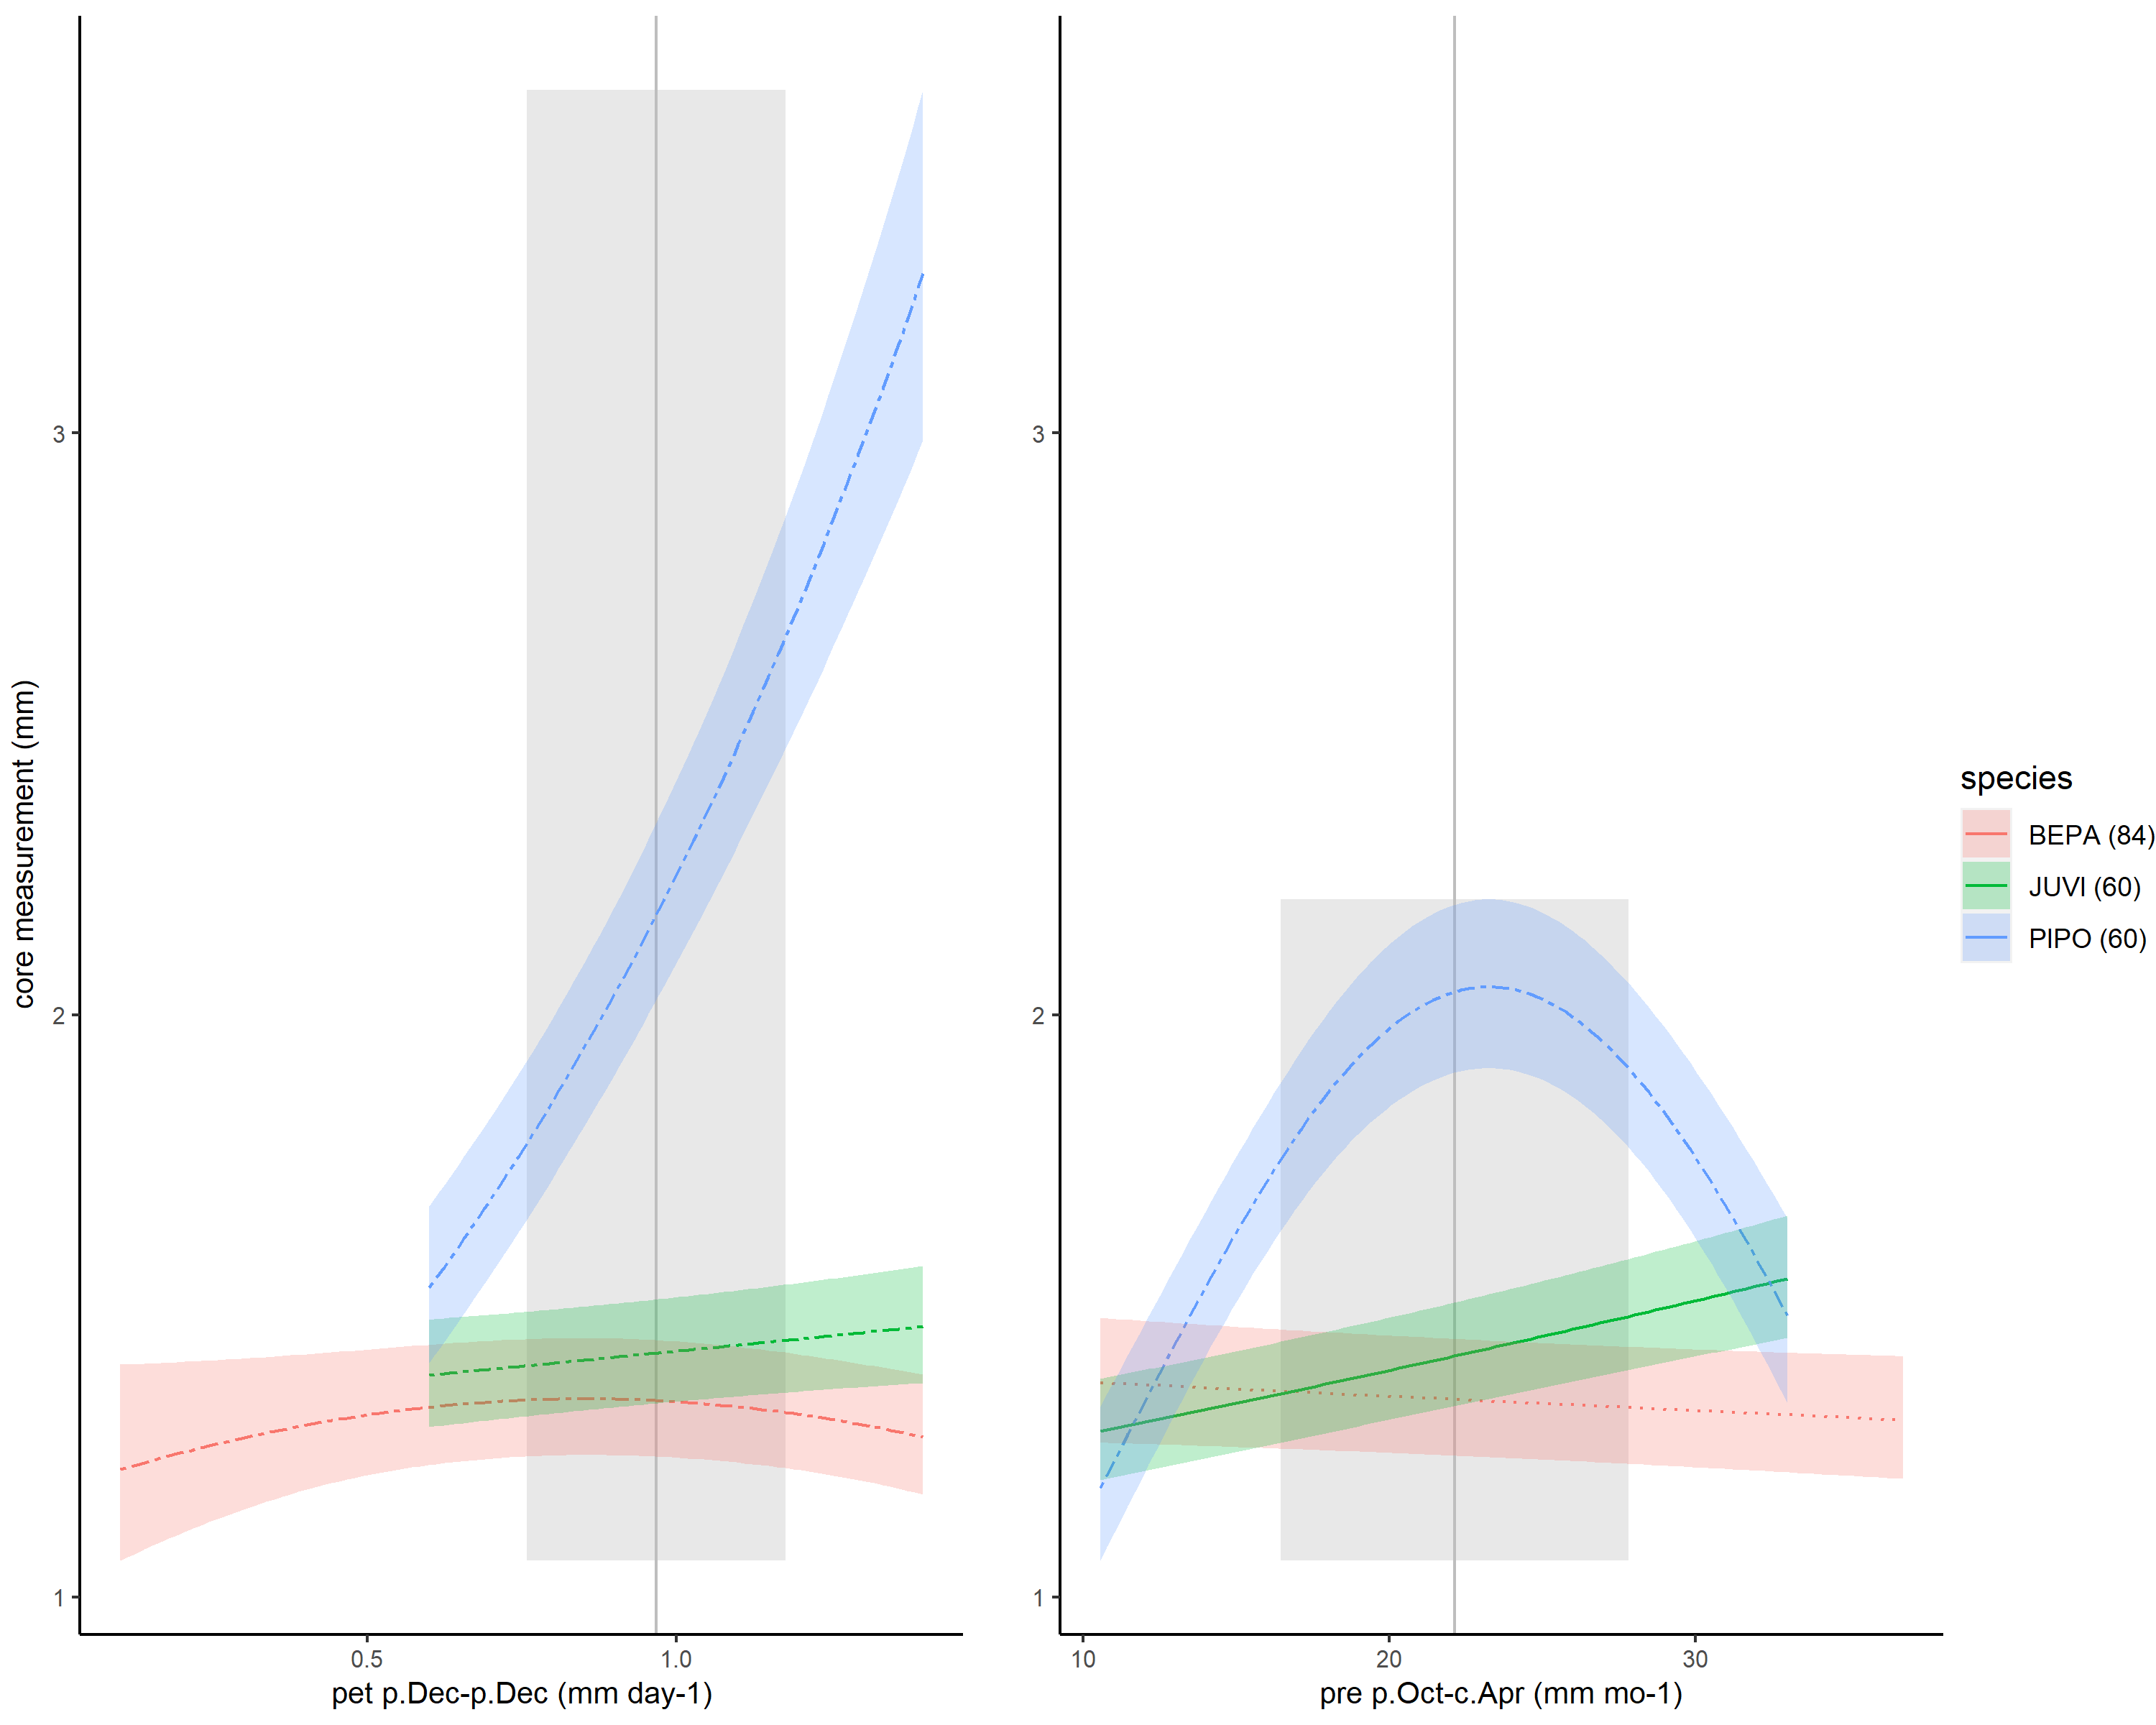 core measurement (mm)
3
2
1
0.5
1.0
pet p.Dec-p.Dec (mm day-1)
3
2
1
10
20
30
pre p.Oct-c.Apr (mm mo-1)
species
BEPA (84)
JUVI (60)
PIPO (60)